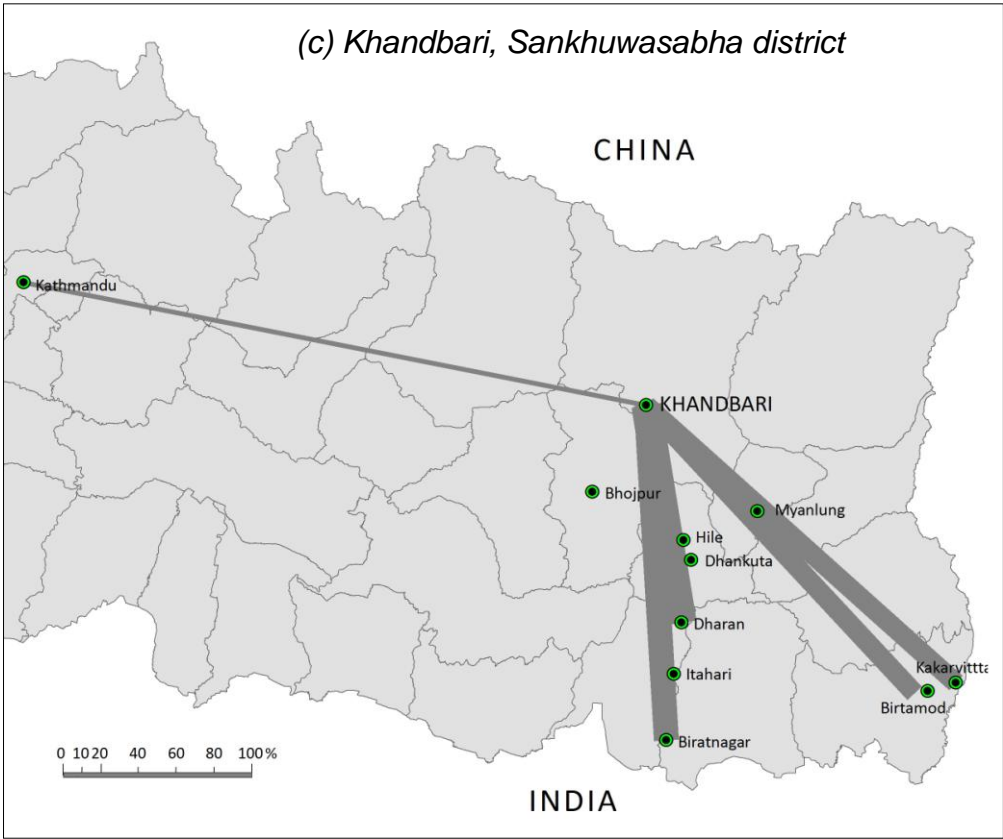 (c) Khandbari, Sankhuwasabha district
CHINA
Kathmandu
KHANDBARI
Bhojpur
Myanlung
Hile
Dhankuta
Dharan
Itahari
Kakarvittta
Birtamod
Biratnagar
0 10 20 40 60 80 100 %
INDIA